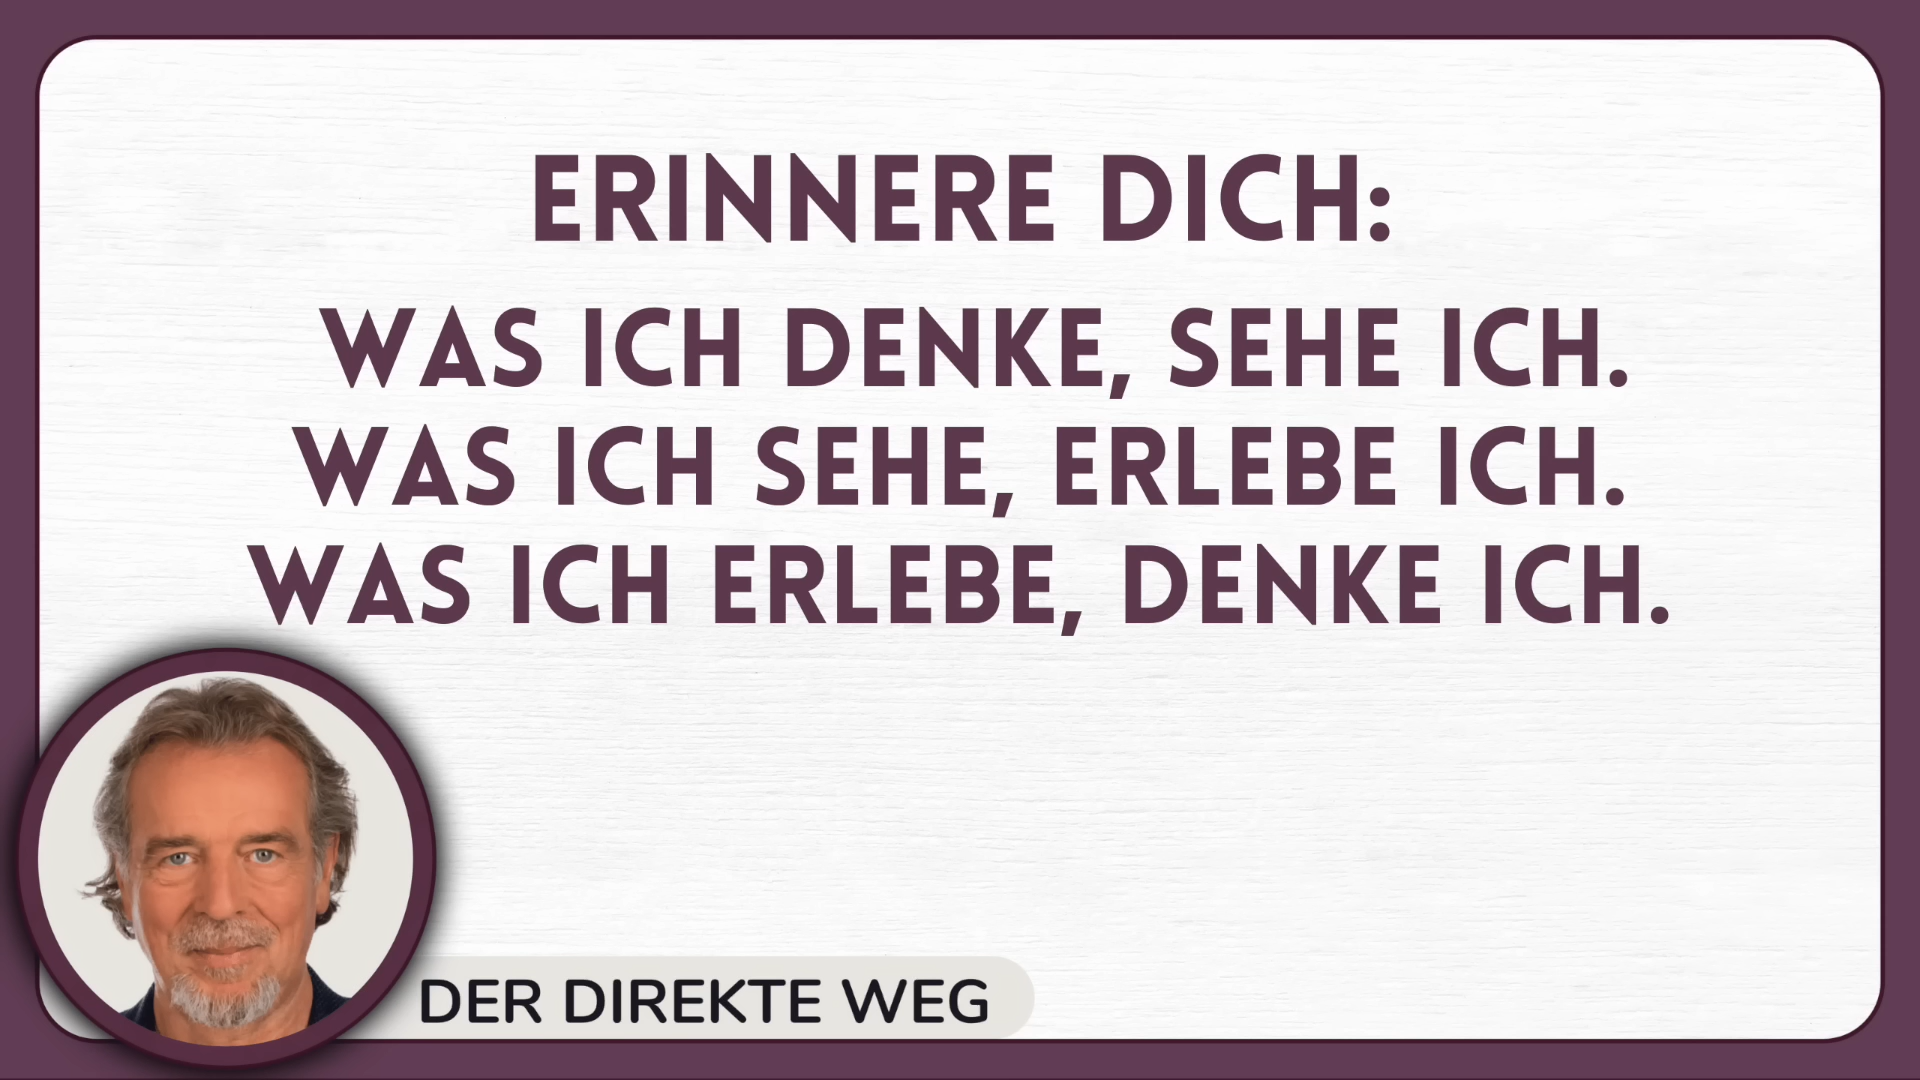 ERINNERE DICH:
WAS ICH DENKE, SEHE ICH.
WAS ICH SEHE, ERLEBE ICH.
WAS ICH ERLEBE, DENKE ICH.
DER DIREKTE WEG